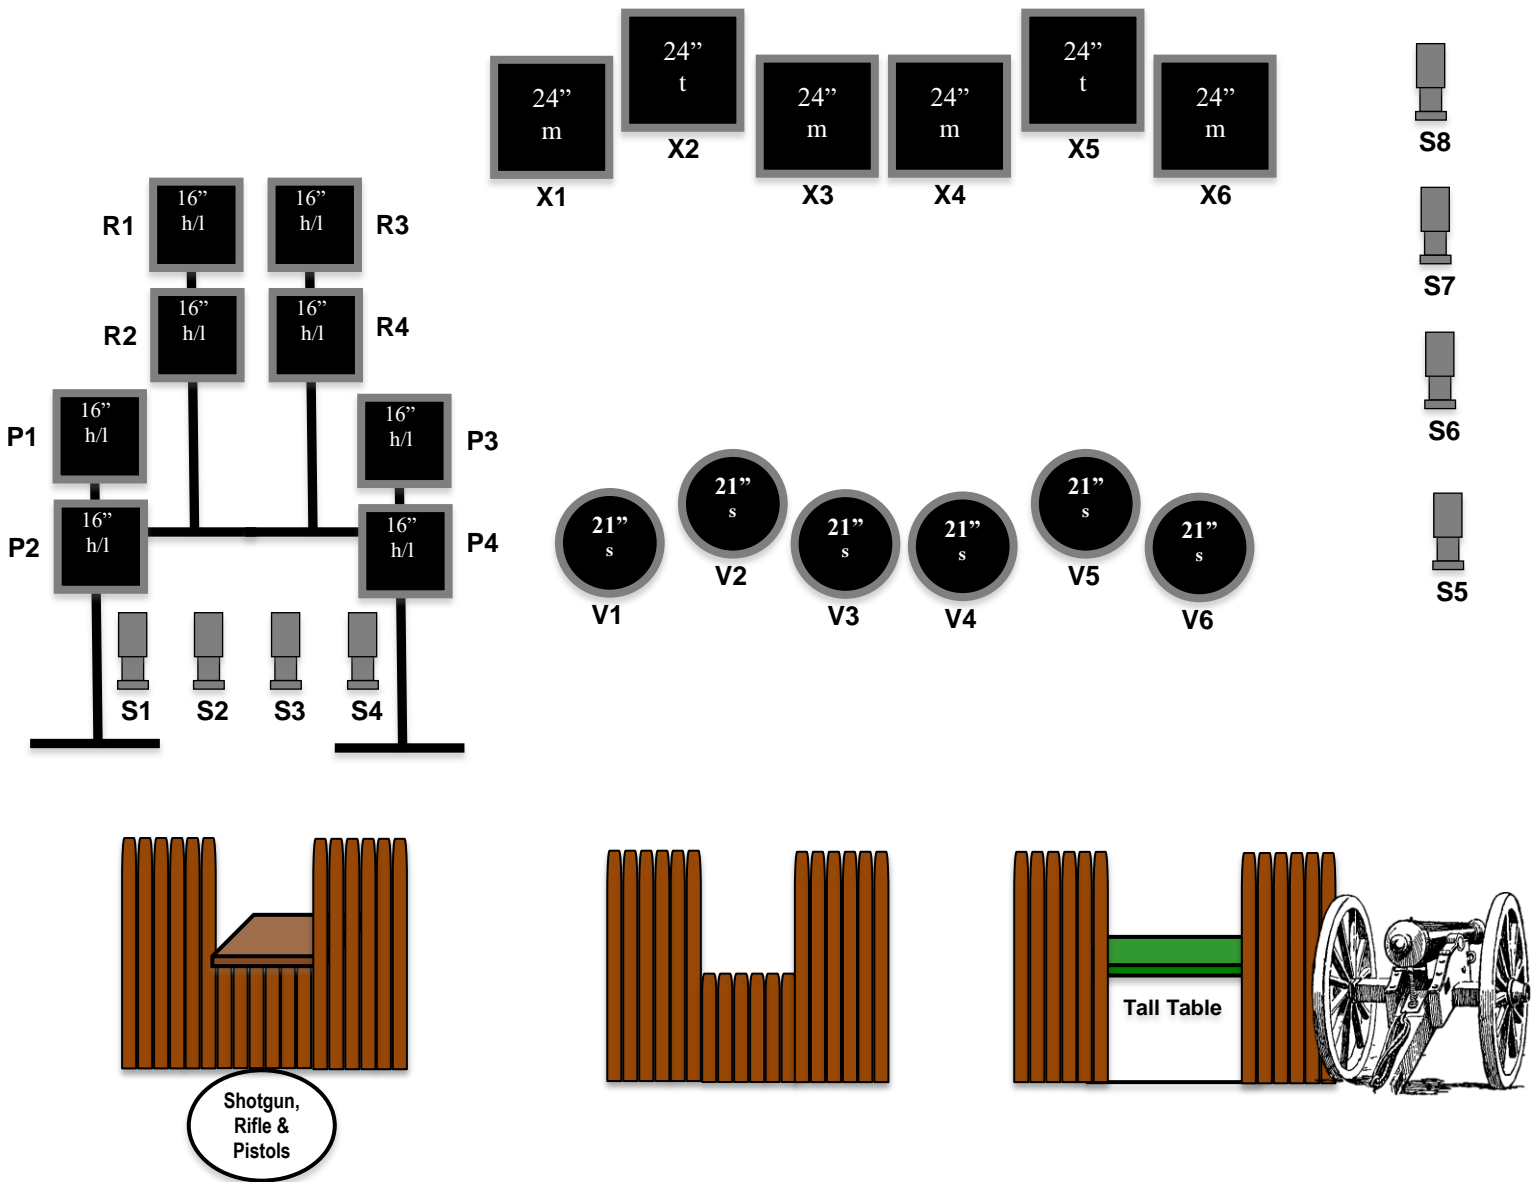 24”
t
24”
t
24”
m
24”
m
24”
m
24”
m
X2
X5
X1
X3
X4
X6
S8
16”
h/l
16”
h/l
R1
R3
S7
16”
h/l
16”
h/l
R2
R4
16”
h/l
16”
h/l
P1
P3
S6
16”
h/l
16”
h/l
P2
P4
21”
s
21”
s
21”
s
21”
s
21”
s
21”
s
V2
V5
V1
V3
V4
V6
S5
S1
S2
S3
S4
Tall Table
Shotgun,
Rifle &
Pistols